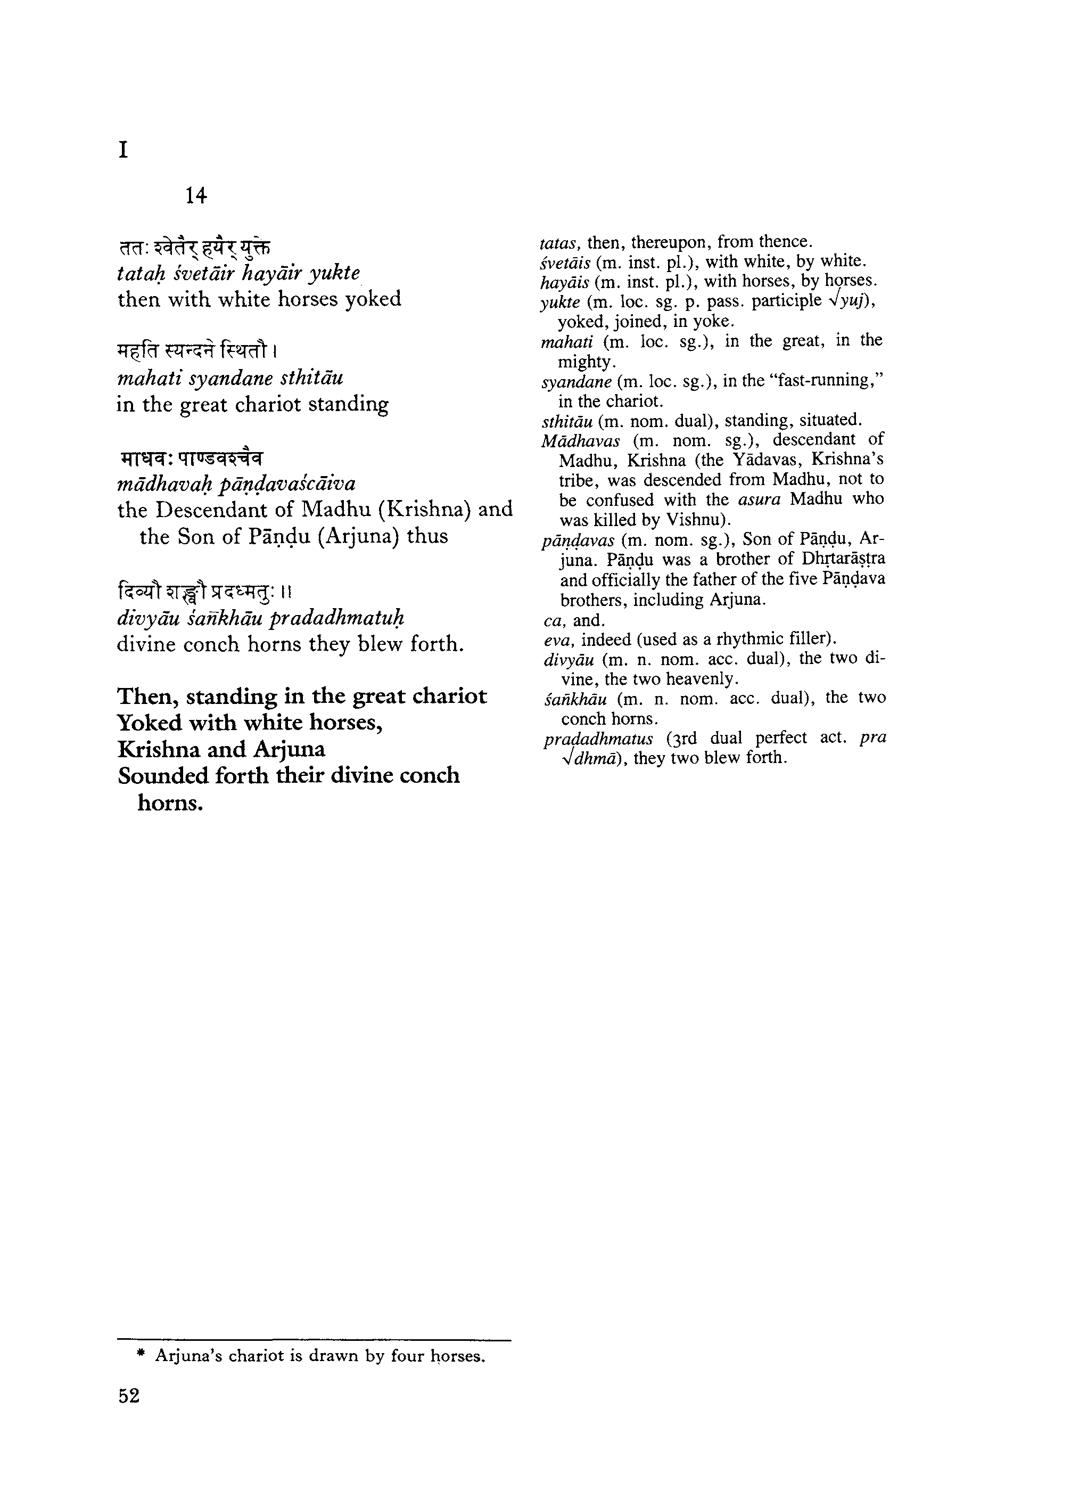 I
14
ततः श्वेतैर् हयैर् युक्ते
tataḥ śvetāir hayāir yukte
then with white horses yoked
महति स्यन्दने स्थितौ ।
mahati syandane sthitāu
in the great chariot standing
माधवः पाण्डवश्चैव
mādhavaḥ pāṇḍavaścāiva
the Descendant of Madhu (Krishna) and
the Son of Pāṇḍu (Arjuna) thus
दिव्यौ शङ्खौ प्रदध्मतुः ॥
divyāu śañkhāu pradadhmatuḥ
divine conch horns they blew forth.
Then, standing in the great chariot
Yoked with white horses,
Krishna and Arjuna
Sounded forth their divine conch
horns.
tatas, then, thereupon, from thence.
śvetāis (m. inst. pl.), with white, by white.
hayāis (m. inst. pl.), with horses, by horses.
yukte (m. loc. sg. p. pass. participle √yuj),
yoked, joined, in yoke.
mahati (m. loc. sg.), in the great, in the
mighty.
syandane (m. loc. sg.), in the “fast-running,”
in the chariot.
sthitāu (m. nom. dual), standing, situated.
Mādhavas (m. nom. sg.), descendant of
Madhu, Krishna (the Yādavas, Krishna’s
tribe, was descended from Madhu, not to
be confused with the asura Madhu who
was killed by Vishnu).
pāṇḍavas (m. nom. sg.), Son of Pāṇḍu, Ar-
juna. Pāṇḍu was a brother of Dhṛtarāṣṭra
and officially the father of the five Pāṇḍava
brothers, including Arjuna.
ca, and.
eva, indeed (used as a rhythmic filler).
divyāu (m. n. nom. acc. dual), the two di-
vine, the two heavenly.
śañkhāu (m. n. nom. acc. dual), the two
conch horns.
pradadhmatus (3rd dual perfect act. pra
√dhmā), they two blew forth.
* Arjuna’s chariot is drawn by four horses.
52